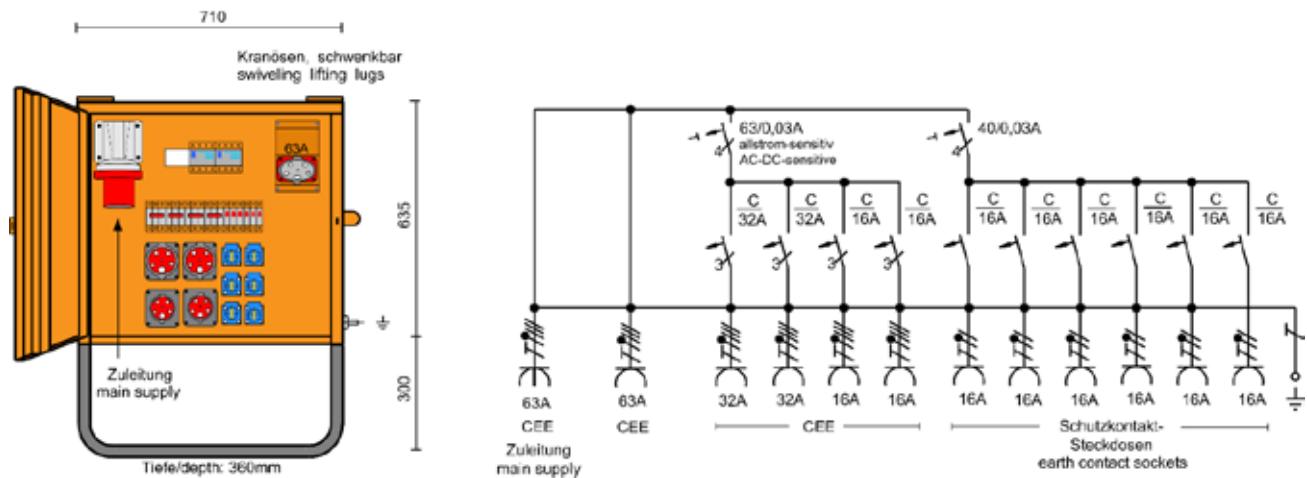 710
Kranösen, schwenkbar
swiveling lifting lugs
63A
635
300
Zuleitung
main supply
Tiefe/depth: 360mm
63/0,03A
allstrom-sensitiv
AC-DC-sensitive
4
40/0,03A
4
C
32A
C
32A
C
16A
C
16A
C
16A
C
16A
C
16A
C
16A
C
16A
C
16A
3
3
3
3
63A
63A
32A
32A
16A
16A
16A
16A
16A
16A
16A
16A
CEE
CEE
CEE
Zuleitung
main supply
Schutzkontakt-
Steckdosen
earth contact sockets